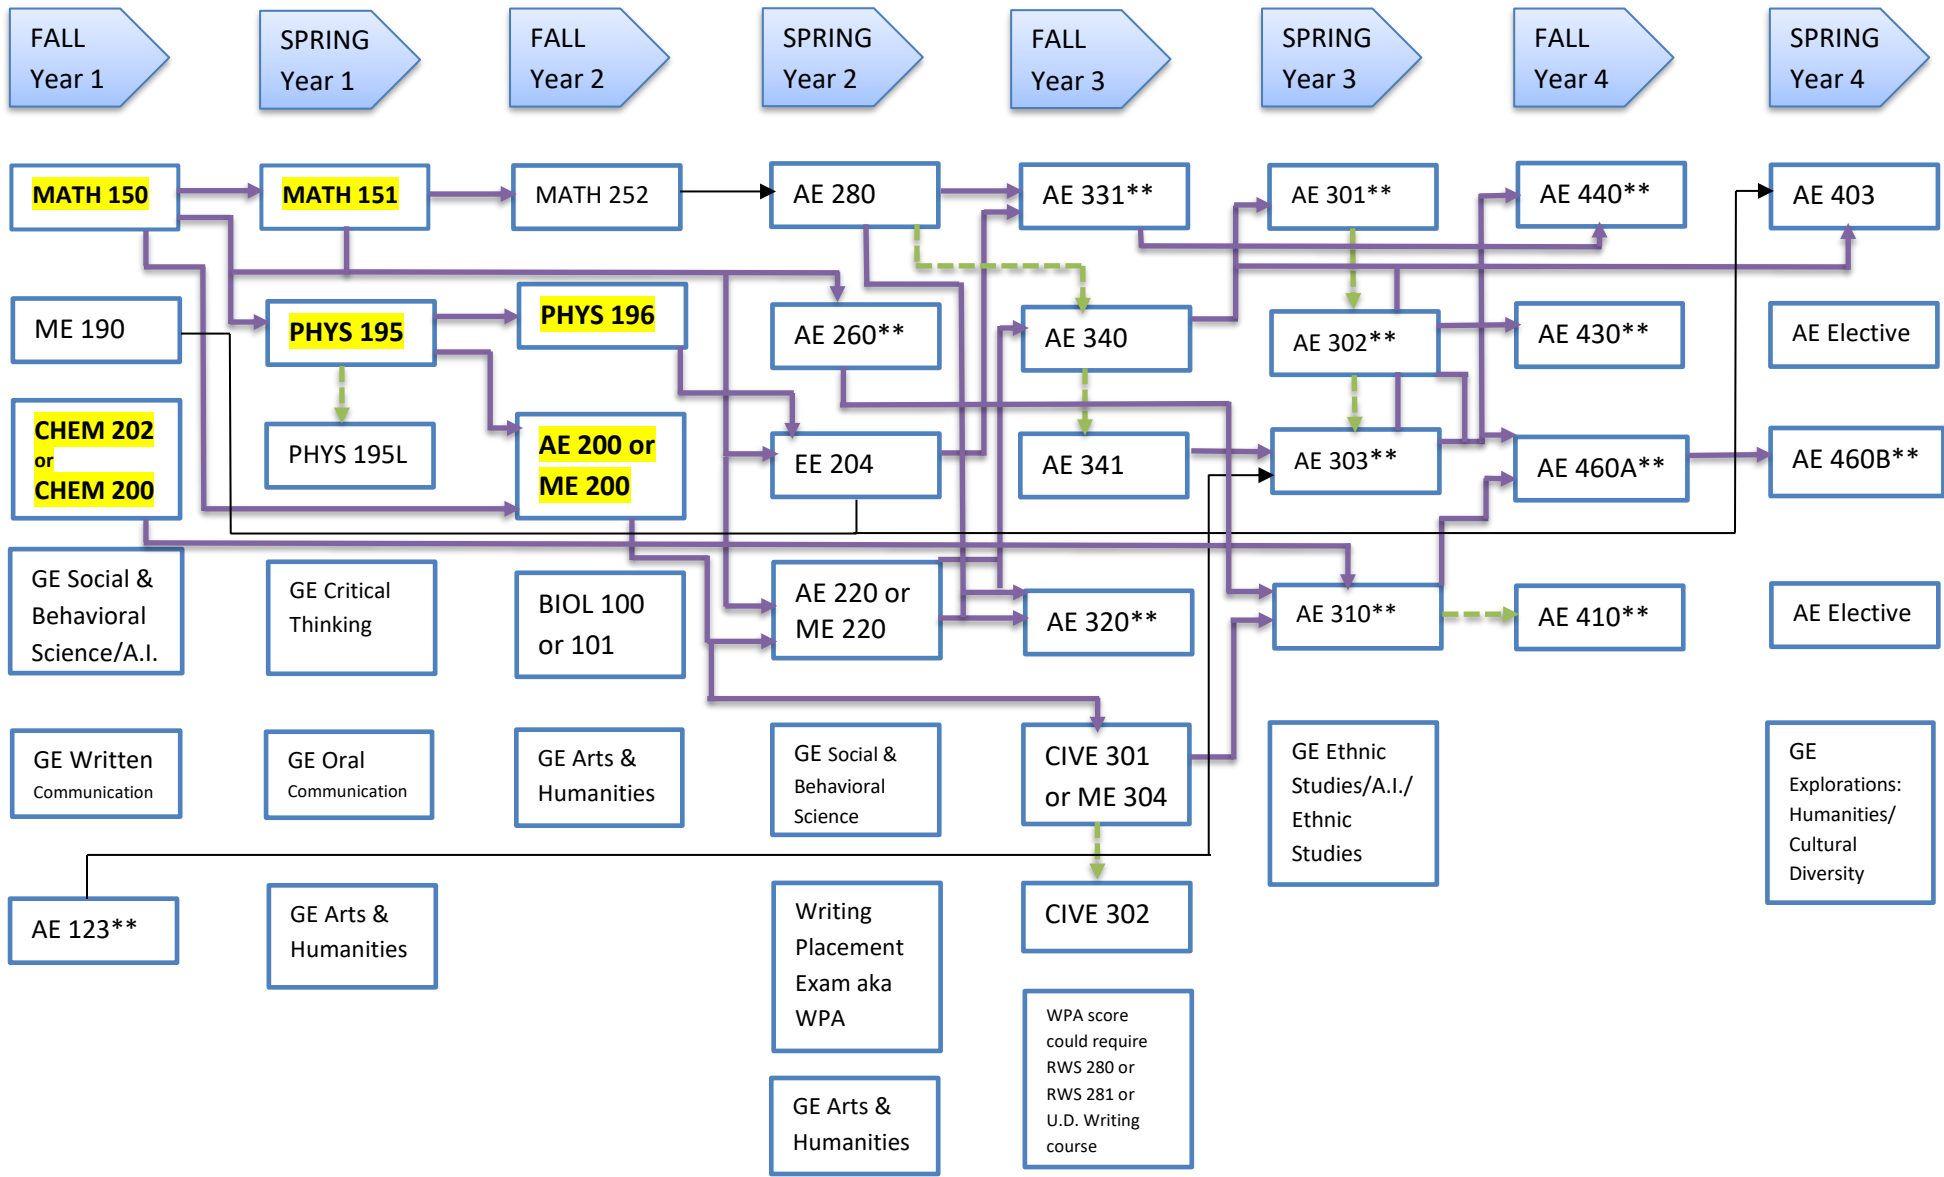 FALL
Year 1
SPRING
Year 1
FALL
Year 2
SPRING
Year 2
FALL
Year 3
SPRING
Year 3
FALL
Year 4
SPRING
Year 4
MATH 150
MATH 151
MATH 252
AE 280
AE 331**
AE 301**
AE 440**
AE 403
ME 190
PHYS 195
PHYS 196
AE 260**
AE 340
AE 302**
AE 430**
AE Elective
CHEM 202
or
CHEM 200
PHYS 195L
AE 200 or
ME 200
EE 204
AE 341
AE 303**
AE 460A**
AE 460B**
GE Social &
Behavioral
Science/A.I.
GE Critical
Thinking
BIOL 100
or 101
AE 220 or
ME 220
AE 320**
AE 310**
AE 410**
AE Elective
GE Written
Communication
GE Oral
Communication
GE Arts &
Humanities
GE Social &
Behavioral
Science
CIVE 301
or ME 304
GE Ethnic
Studies/A.I./
Ethnic
Studies
GE
Explorations:
Humanities/
Cultural
Diversity
AE 123**
GE Arts &
Humanities
Writing
Placement
Exam aka
WPA
CIVE 302
WPA score
could require
RWS 280 or
RWS 281 or
U.D. Writing
course
GE Arts &
Humanities